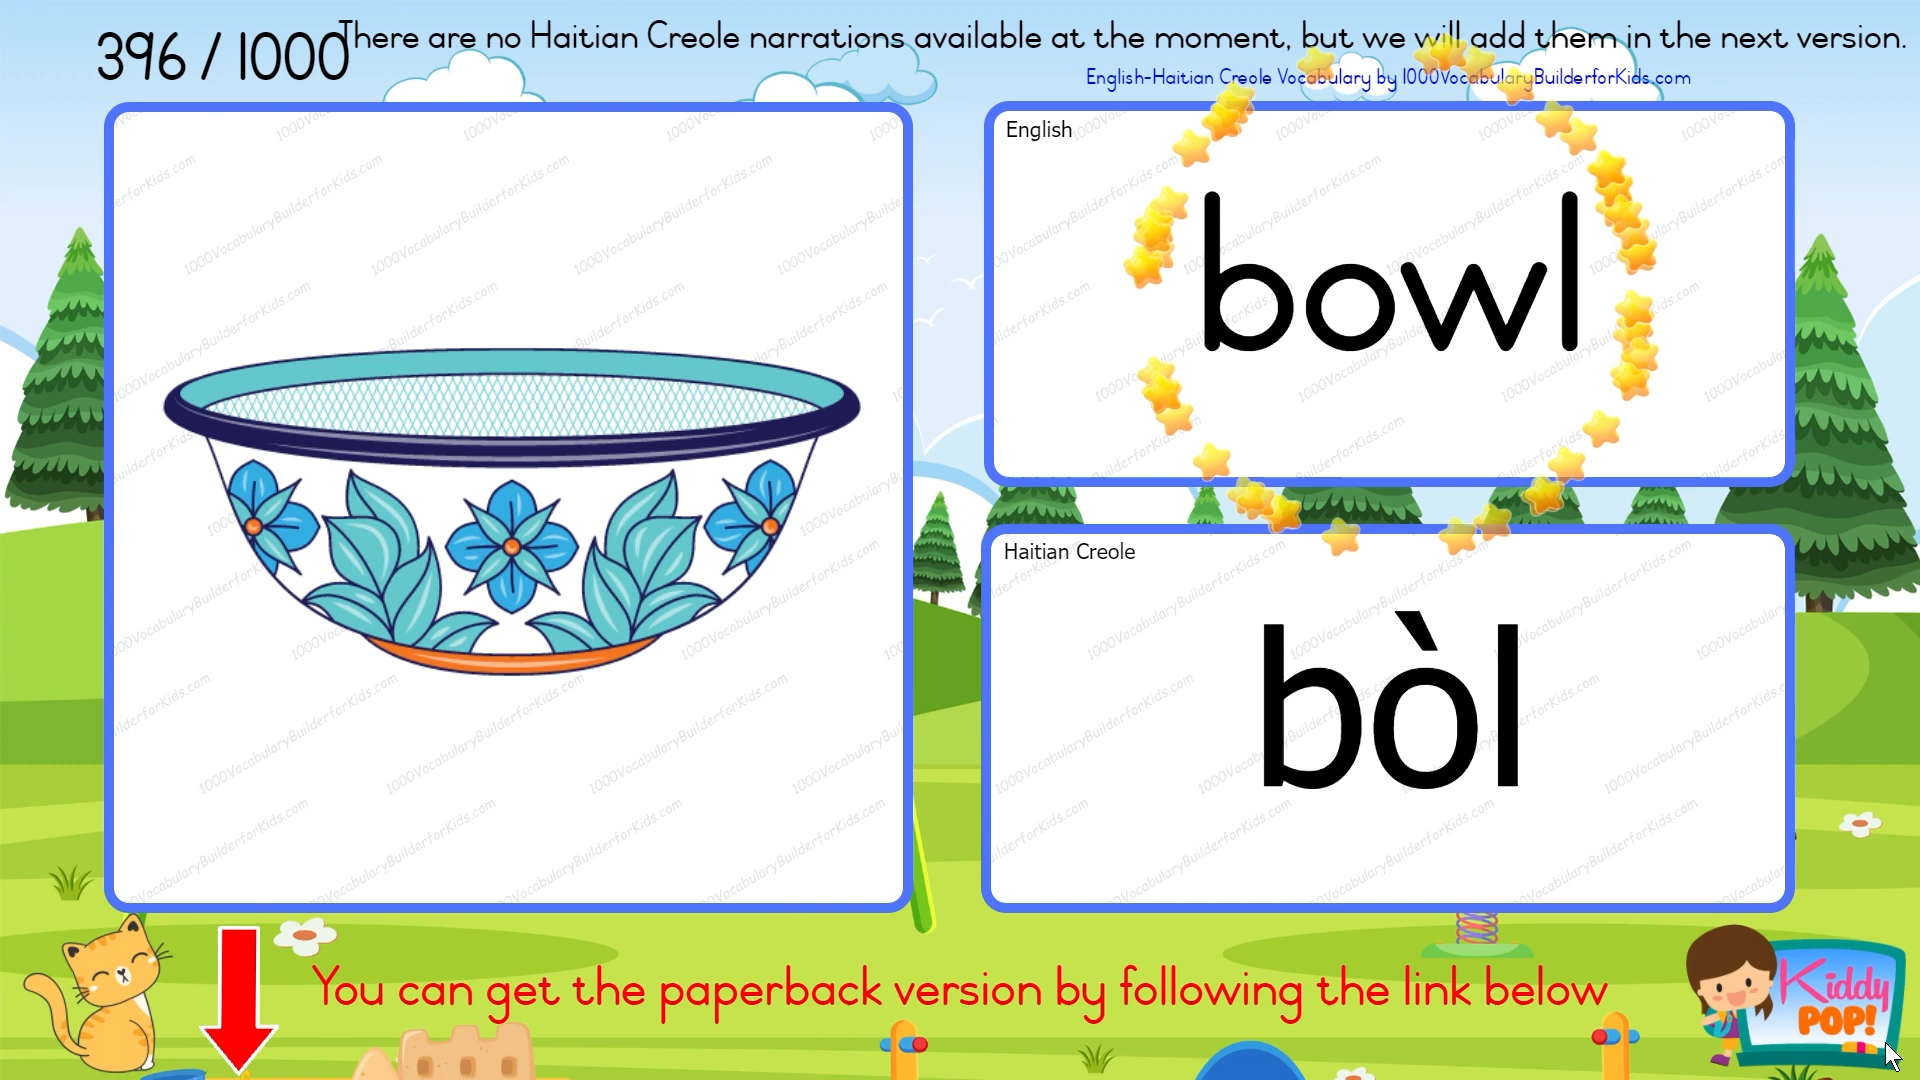 396 / 1000
There are no Haitian Creole narrations available at the moment, but we will add them in the next version.
English-Haitian Creole Vocabulary by 1000VocabularyBuilderforKids.com
English
bowl
Haitian Creole
bòl
You can get the paperback version by following the link below
Kiddy
POP!
1000VocabularyBuilderforKids.com